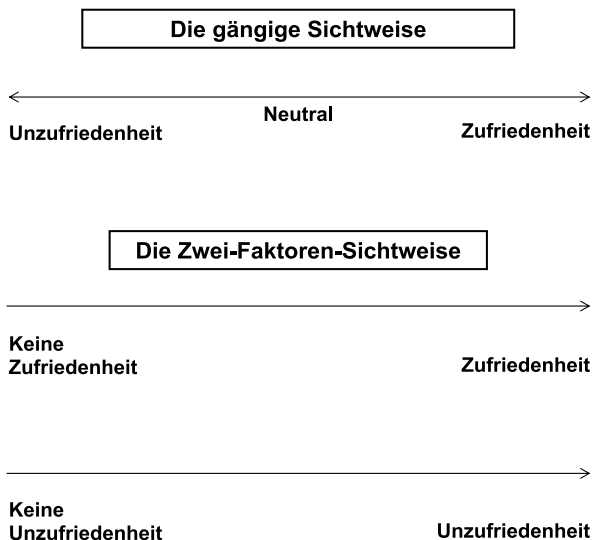 Die gängige Sichtweise
Neutral
Unzufriedenheit
Zufriedenheit
Die Zwei-Faktoren-Sichtweise
Keine
Zufriedenheit
Zufriedenheit
Keine
Unzufriedenheit
Unzufriedenheit